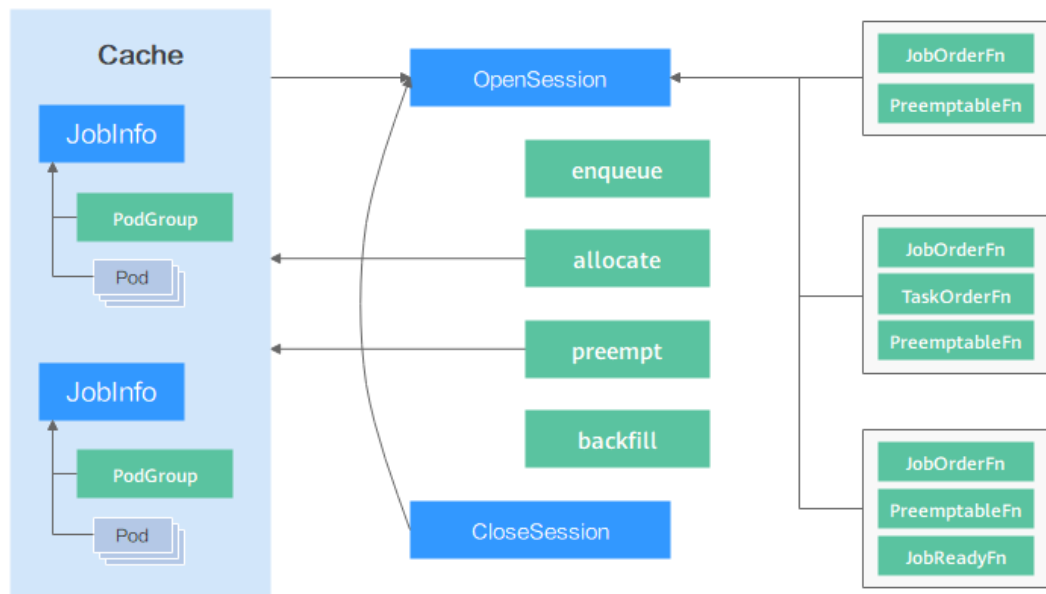 Cache
JobInfo
PodGroup
Pod
JobInfo
PodGroup
Pod
OpenSession
enqueue
allocate
preempt
backfill
CloseSession
JobOrderFn
PreemptableFn
JobOrderFn
TaskOrderFn
PreemptableFn
JobOrderFn
PreemptableFn
JobReadyFn